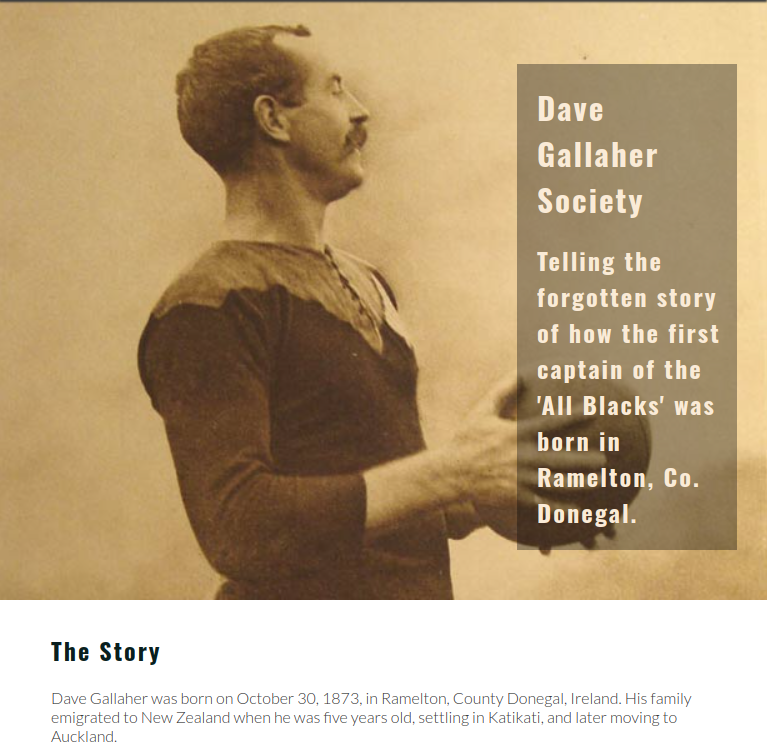 Dave
Gallaher
Society
Telling the
forgotten story
of how the first
captain of the
'All Blacks' was
born in
Ramelton, Co.
Donegal.
The Story
Dave Gallaher was born on October 30, 1873, in Ramelton, County Donegal, Ireland. His family
emigrated to New Zealand when he was five years old, settling in Katikati, and later moving to
Auckland.